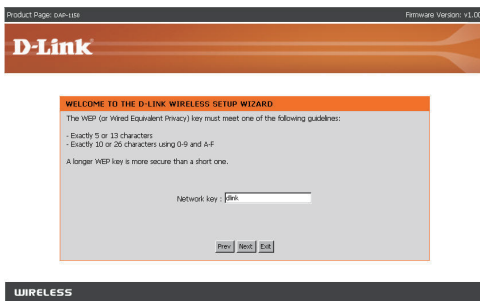 Product Page: DAP-1150
Firmware Version: v1.00
D-Link
WELCOME TO THE D-LINK WIRELESS SETUP WIZARD
The WEP (or Wired Equivalent Privacy) key must meet one of the following guidelines:
- Exactly 5 or 13 characters
- Exactly 10 or 26 characters using 0-9 and A-F
A longer WEP key is more secure than a short one.
Network key : dlink
Prev Next Exit
WIRELESS